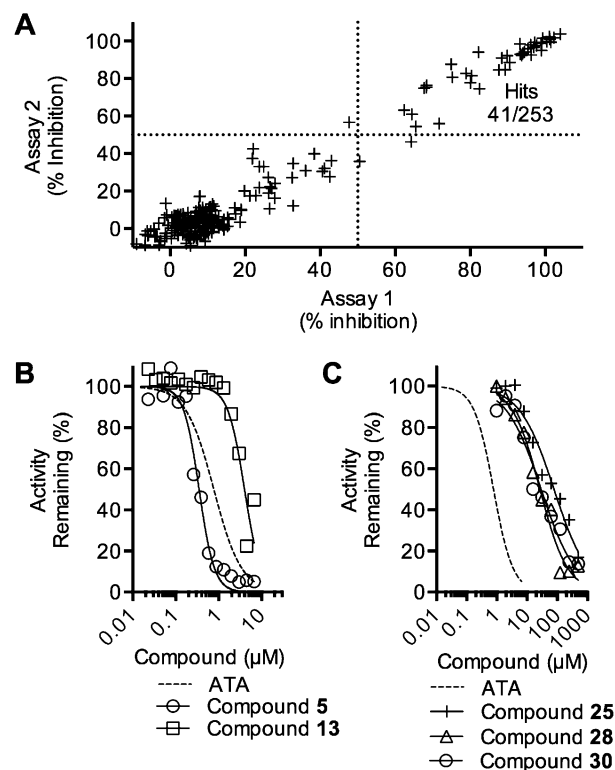 A
Assay 2
(% Inhibition)
100
80
60
40
20
0
Hits
41/253
0 20 40 60 80 100
Assay 1
(% inhibition)
B
Activity
Remaining (%)
100
80
60
40
20
0
0.01 0.1 1 10
Compound (µM)
ATA
Compound 5
Compound 13
C
Activity
Remaining (%)
100
80
60
40
20
0
0.01 0.1 1 10 100 1000
Compound (µM)
ATA
Compound 25
Compound 28
Compound 30